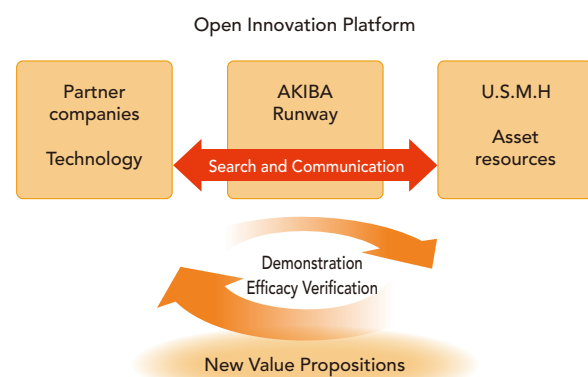 Open Innovation Platform
Partner
companies
Technology
AKIBA
Runway
U.S.M.H
Asset
resources
Search and Communication
Demonstration
Efficacy Verification
New Value Propositions